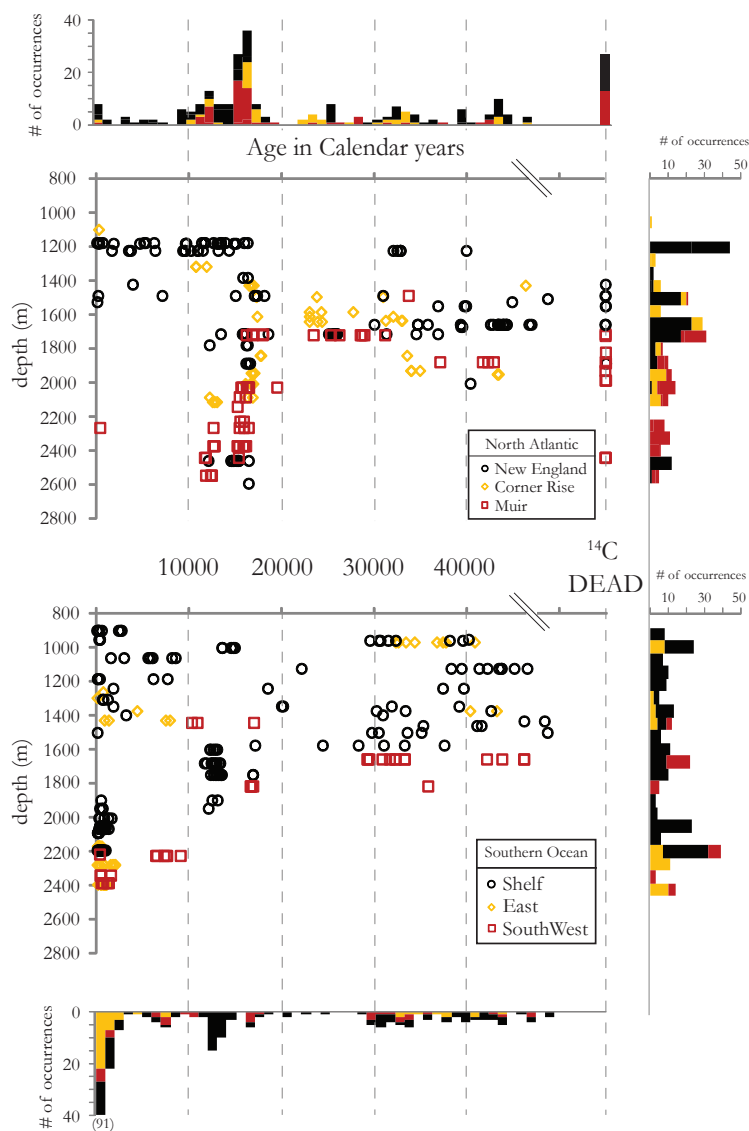 # of occurrences
40
20
0
Age in Calendar years
# of occurrences
10 30 50
800
1000
1200
1400
1600
1800
2000
2200
2400
2600
2800
depth (m)
North Atlantic
New England
Corner Rise
Muir
10000 20000 30000 40000
14C
DEAD
# of occurrences
10 30 50
800
1000
1200
1400
1600
1800
2000
2200
2400
2600
2800
depth (m)
Southern Ocean
Shelf
East
SouthWest
# of occurrences
0
20
40
(91)